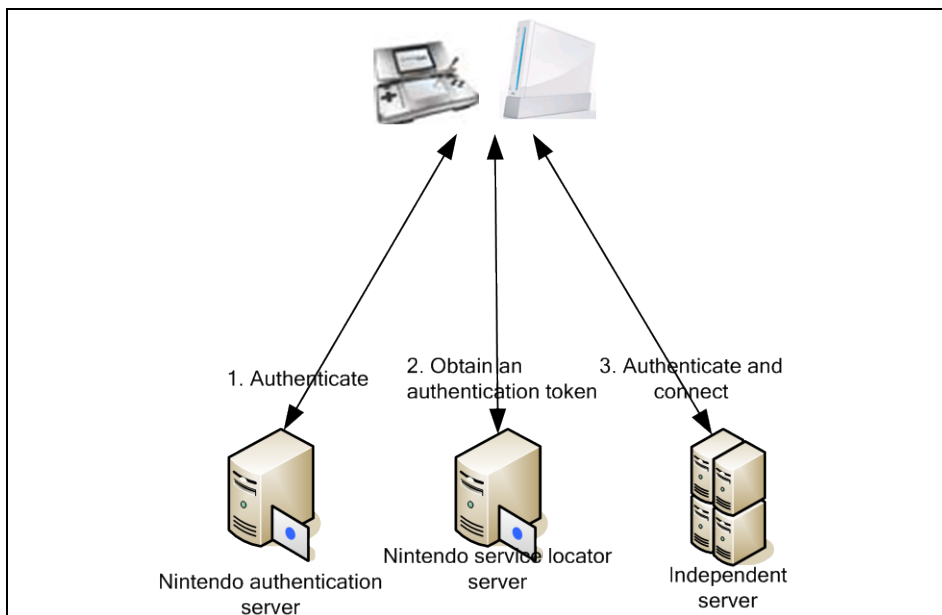 1. Authenticate
2. Obtain an
authentication token
3. Authenticate and
connect
Nintendo authentication
server
Nintendo service locator
server
Independent
server